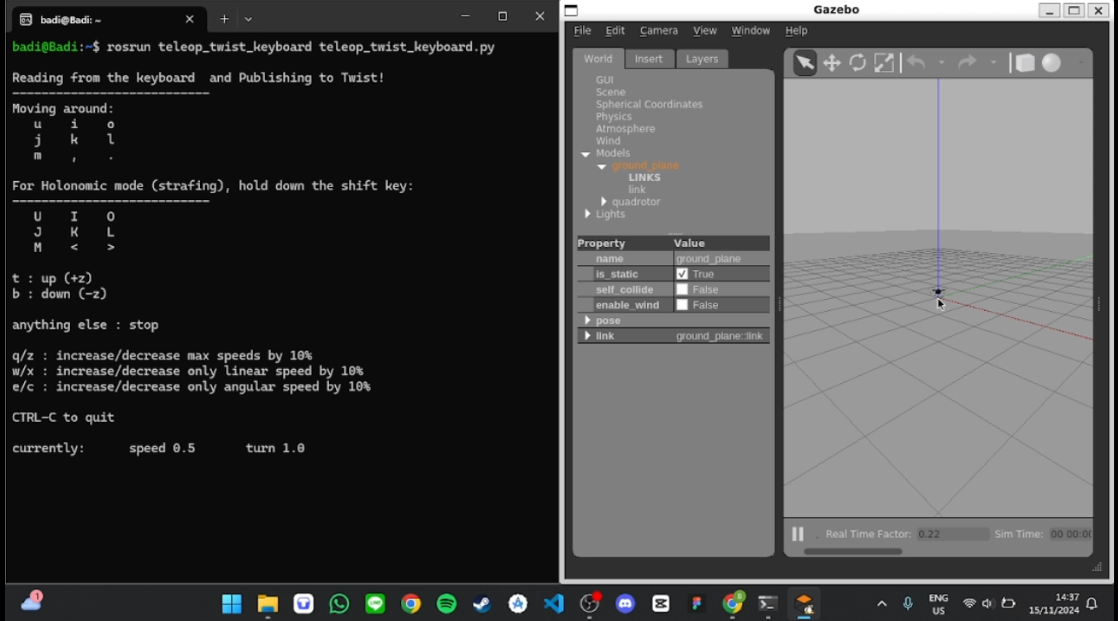 badi@Badi: ~
badi@Badi:~$ rosrun teleop_twist_keyboard teleop_twist_keyboard.py
Reading from the keyboard  and Publishing to Twist!
---------------------------
Moving around:
u    i    o
j    k    l
m    ,    .
For Holonomic mode (strafing), hold down the shift key:
---------------------------
U    I    O
J    K    L
M    <    >
t : up (+z)
b : down (-z)
anything else : stop
q/z : increase/decrease max speeds by 10%
w/x : increase/decrease only linear speed by 10%
e/c : increase/decrease only angular speed by 10%
CTRL-C to quit
currently:    speed 0.5    turn 1.0
Gazebo
File Edit Camera View Window Help
World Insert Layers
GUI
Scene
Spherical Coordinates
Physics
Atmosphere
Wind
Models
ground_plane
LINKS
link
quadrotor
Lights
Property Value
name ground_plane
is_static True
self_collide False
enable_wind False
pose
link ground_plane::link
Real Time Factor: 0.22 Sim Time: 00 00:00
1
ENG
US
14:37
15/11/2024